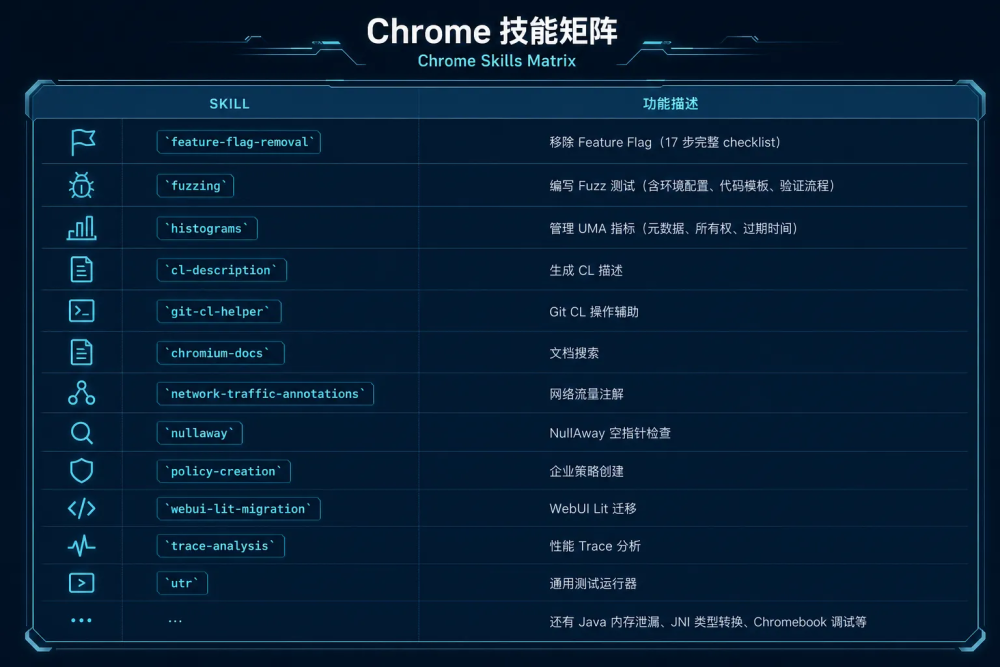 Chrome 技能矩阵
Chrome Skills Matrix
SKILL 功能描述
`feature-flag-removal` 移除 Feature Flag（17 步完整 checklist）
`fuzzing` 编写 Fuzz 测试（含环境配置、代码模板、验证流程）
`histograms` 管理 UMA 指标（元数据、所有权、过期时间）
`cl-description` 生成 CL 描述
`git-cl-helper` Git CL 操作辅助
`chromium-docs` 文档搜索
`network-traffic-annotations` 网络流量注解
`nullaway` NullAway 空指针检查
`policy-creation` 企业策略创建
`webui-lit-migration` WebUI Lit 迁移
`trace-analysis` 性能 Trace 分析
`utr` 通用测试运行器
... 还有 Java 内存泄漏、JNI 类型转换、Chromebook 调试等